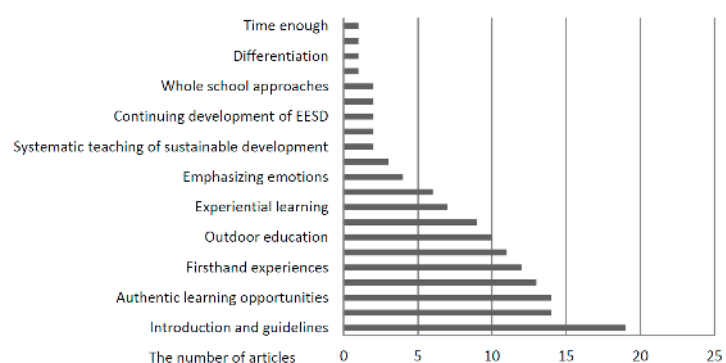 Time enough
Differentiation
Whole school approaches
Continuing development of EESD
Systematic teaching of sustainable development
Emphasizing emotions
Experiential learning
Outdoor education
Firsthand experiences
Authentic learning opportunities
Introduction and guidelines
The number of articles 0 5 10 15 20 25